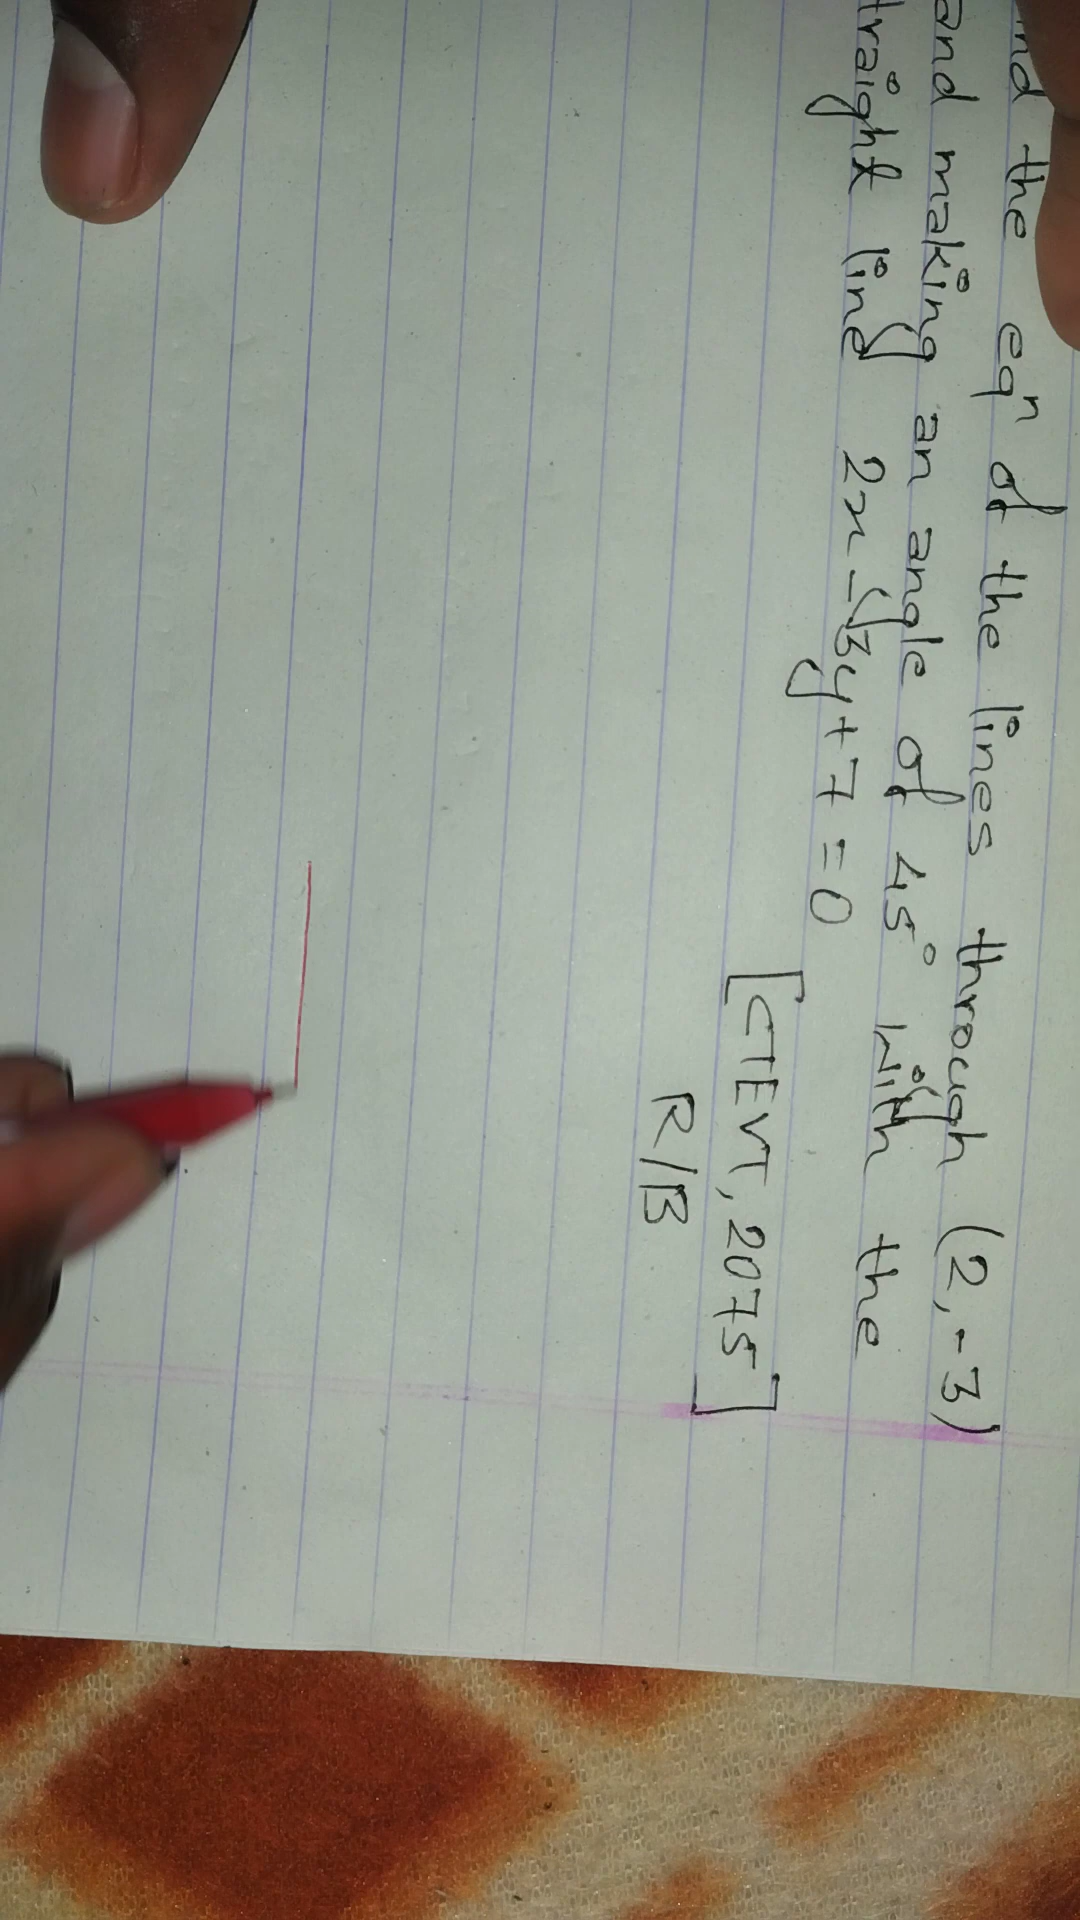 the eqⁿ of the lines through (2,-3)
and making an angle of 45° with the
straight line 2x-3y+7=0
[CTEVT, 2075]
R/B